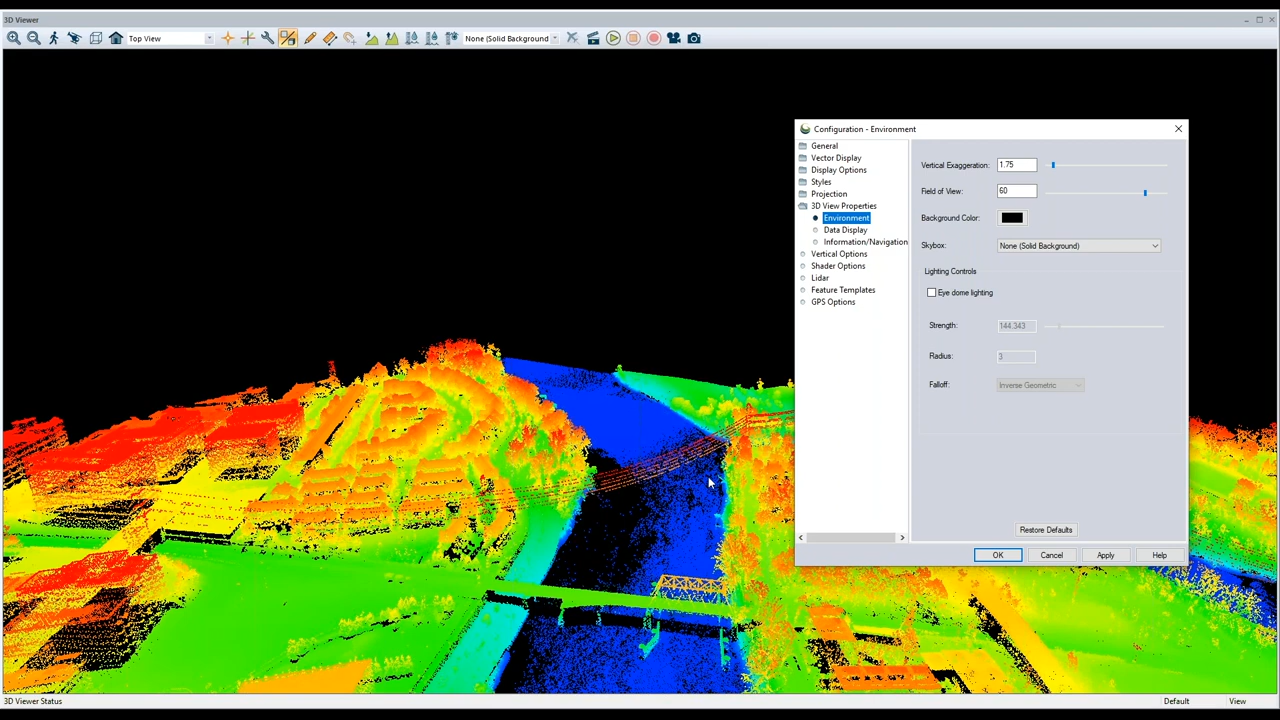 3D Viewer
Top View
None (Solid Background
Configuration - Environment
General
Vector Display
Display Options
Styles
Projection
3D View Properties
Environment
Data Display
Information/Navigation
Vertical Options
Shader Options
Lidar
Feature Templates
GPS Options
Vertical Exaggeration: 1.75
Field of View: 60
Background Color:
Skybox: None (Solid Background)
Lighting Controls
Eye dome lighting
Strength: 144.343
Radius: 3
Falloff: Inverse Geometric
Restore Defaults
OK Cancel Apply Help
3D Viewer Status Default View